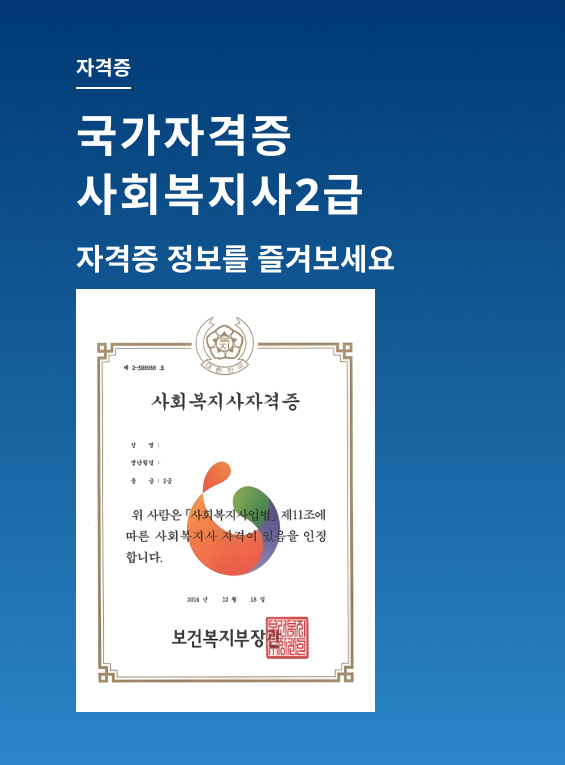 자격증
국가자격증
사회복지사2급
자격증 정보를 즐겨보세요
제 2-586988 호
사회복지사자격증
성 명 :
생년월일 :
등 급 : 2급
위 사람은 「사회복지사업법」 제11조에
따른 사회복지사 자격이 있음을 인정
합니다.
2014 년 12 월 18 일
보건복지부장관